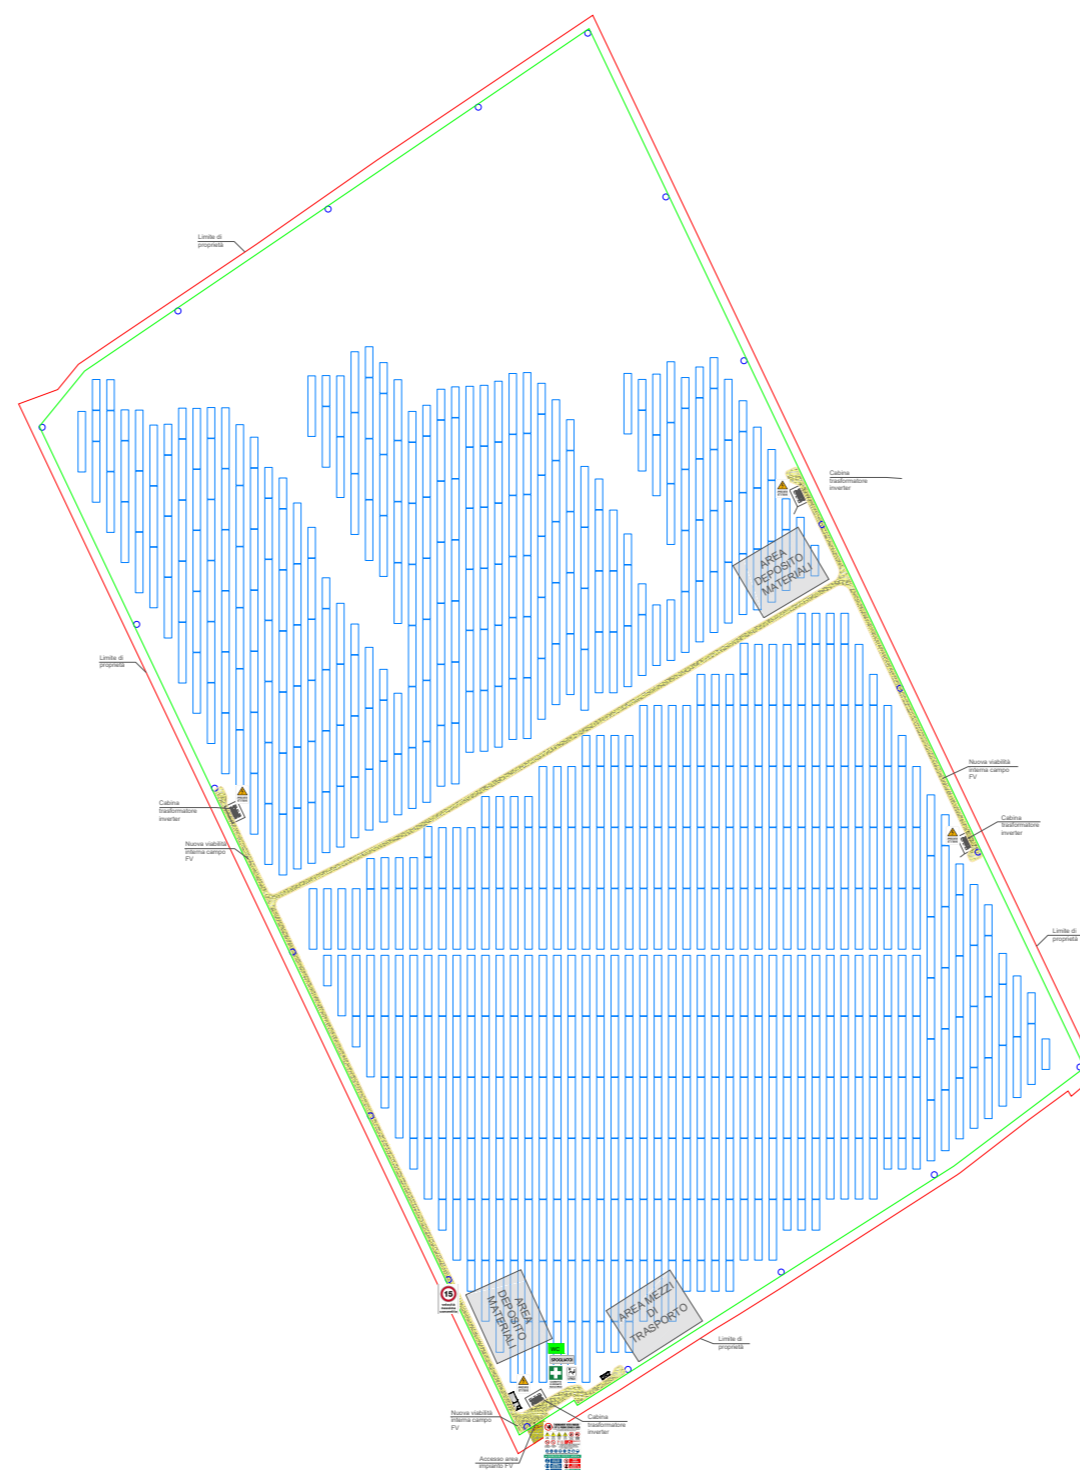 Limite di
proprietà
Cabina
trasformatore
inverter
AREA
DEPOSITO
MATERIALI
Limite di
proprietà
Nuova viabilità
interna campo
FV
Cabina
trasformatore
inverter
Cabina
trasformatore
inverter
Nuova viabilità
interna campo
FV
Limite di
proprietà
15
AREA
DEPOSITO
MATERIALI
AREA MEZZI
DI
TRASPORTO
Limite di
proprietà
WC
SPOGLIATOI
Nuova viabilità
interna campo
FV
Cabina
trasformatore
inverter
Accesso area
impianto FV